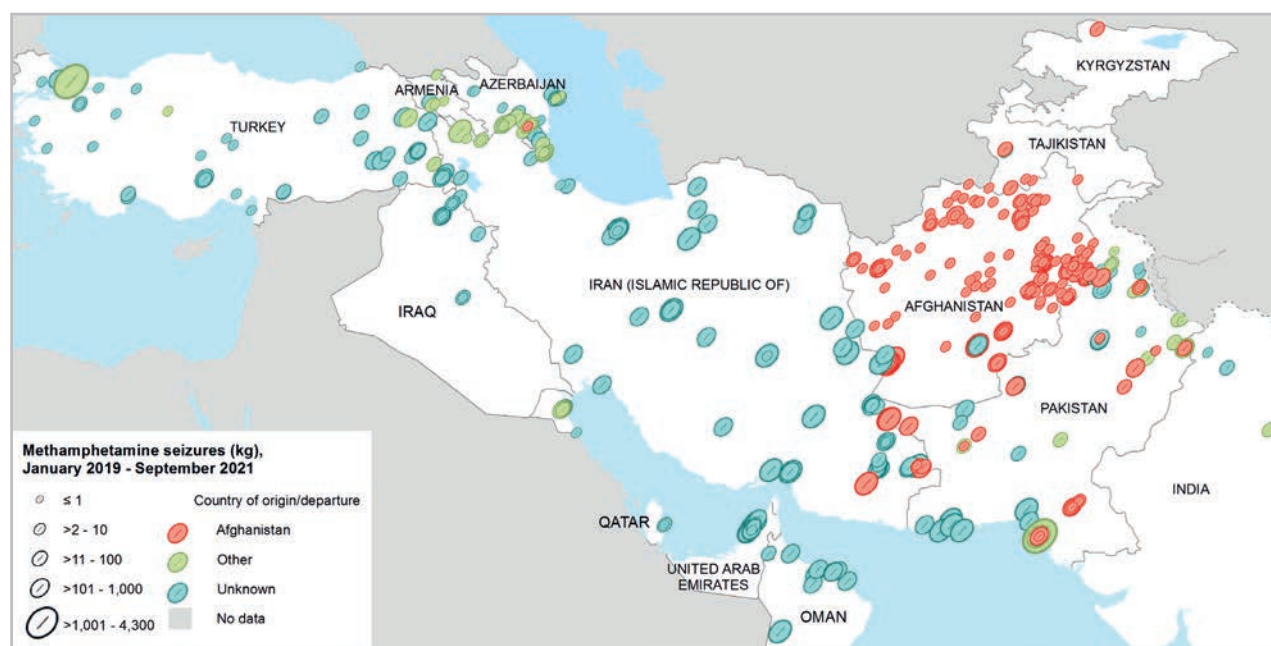 KYRGYZSTAN
ARMENIA
AZERBAIJAN
TURKEY
TAJIKISTAN
IRAN (ISLAMIC REPUBLIC OF)
AFGHANISTAN
IRAQ
PAKISTAN
INDIA
QATAR
UNITED ARAB
EMIRATES
OMAN
Methamphetamine seizures (kg),
January 2019 - September 2021
≤ 1
>2 - 10
>11 - 100
>101 - 1,000
>1,001 - 4,300
Country of origin/departure
Afghanistan
Other
Unknown
No data